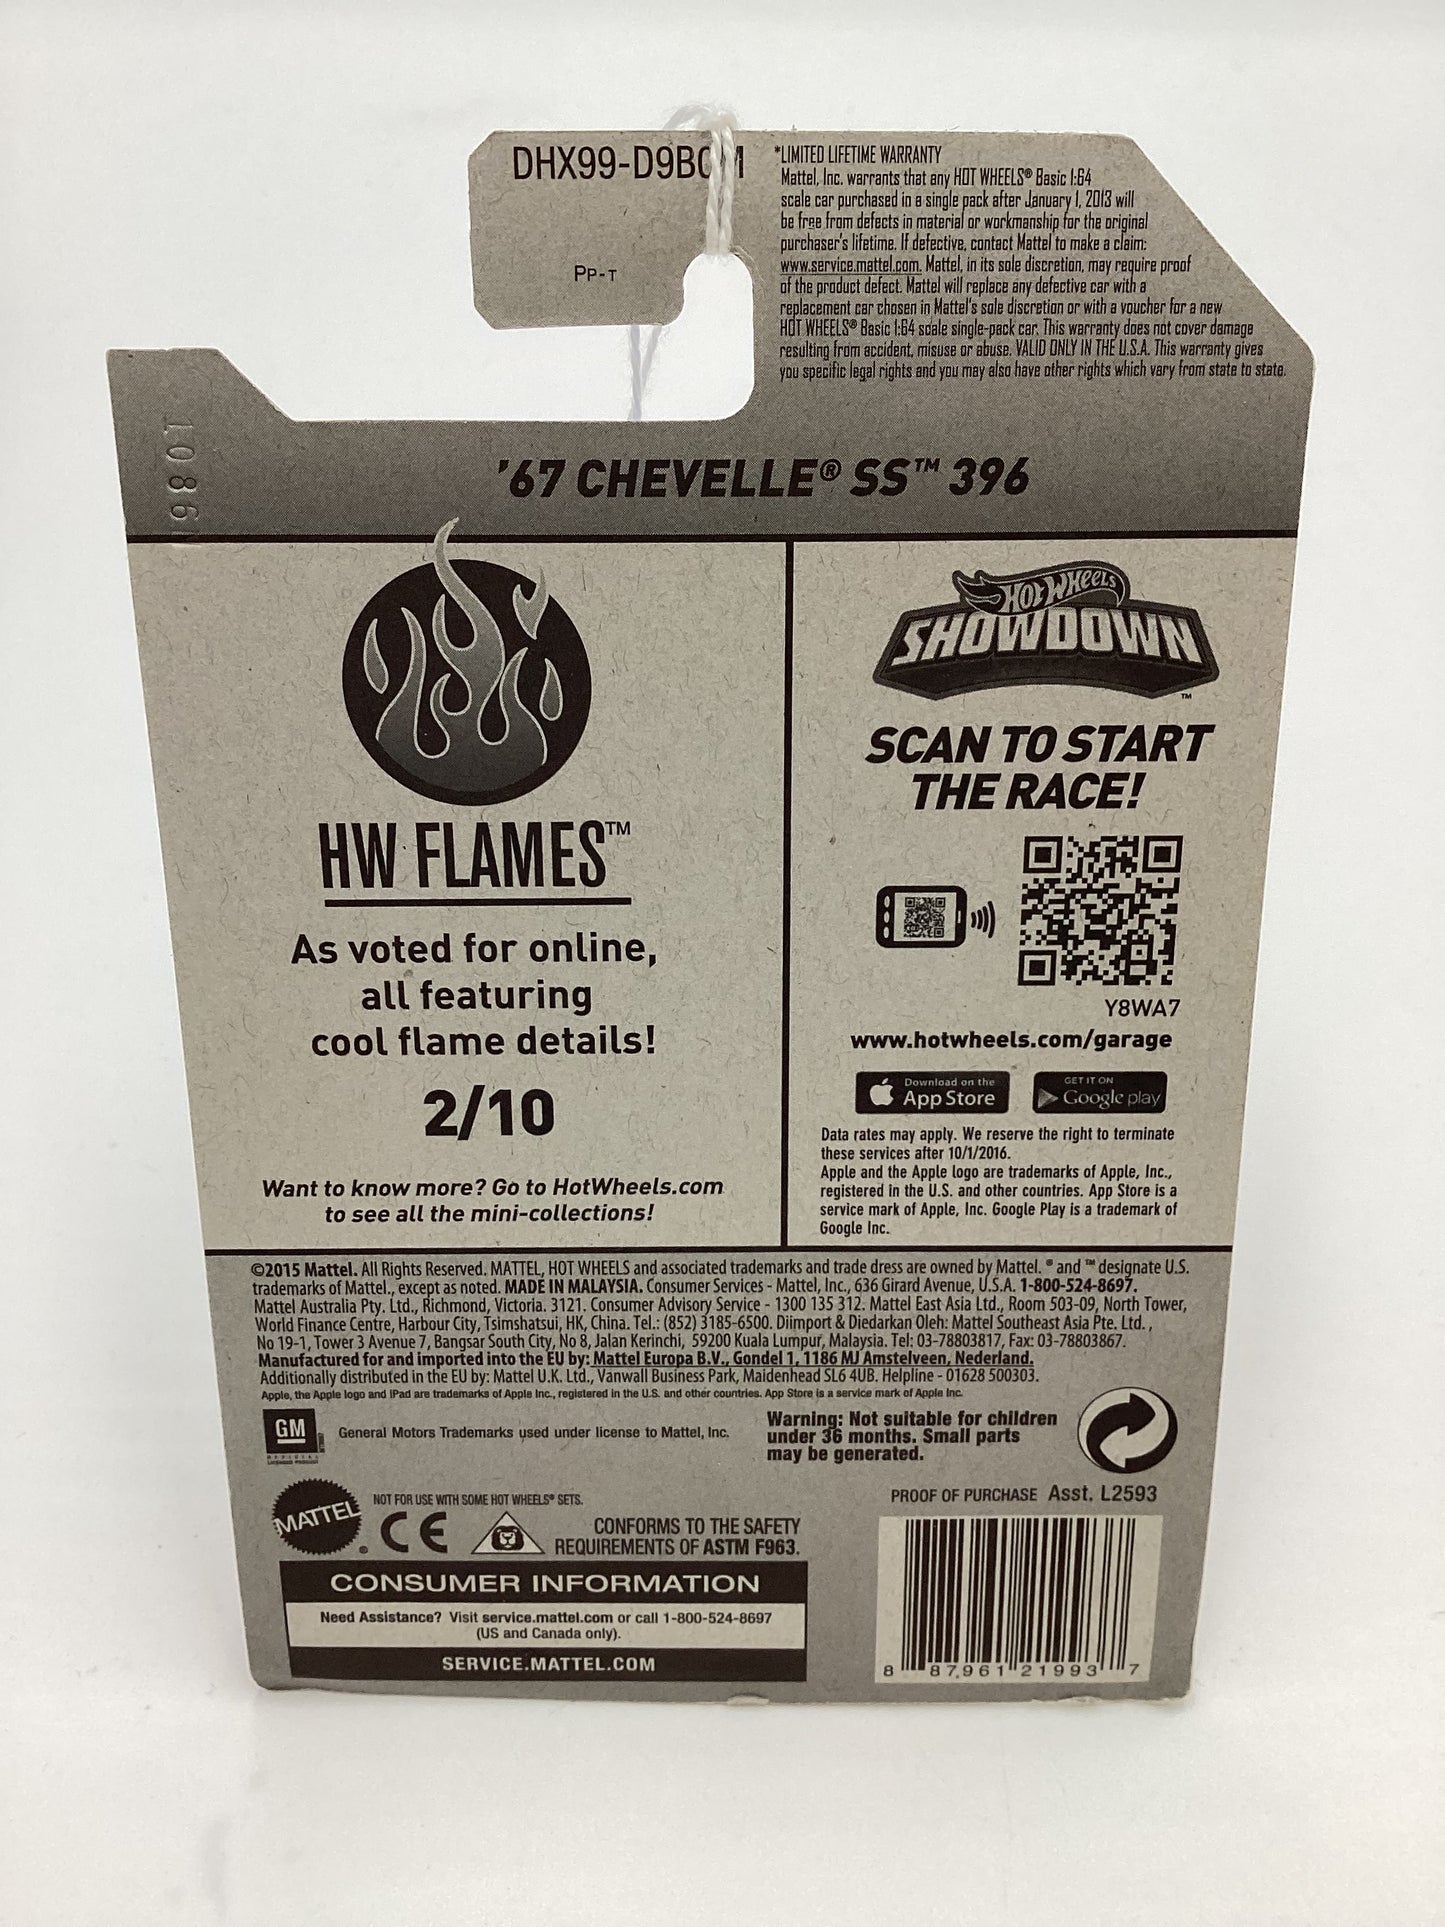 Pp-T
*LIMITED LIFETIME WARRANTY
Mattel, Inc. warrants that any HOT WHEELS® Basic 1:64
scale car purchased in a single pack after January 1, 2013 will
be free from defects in material or workmanship for the original
purchaser's lifetime. If defective, contact Mattel to make a claim:
www.service.mattel.com. Mattel, in its sole discretion, may require proof
of the product defect. Mattel will replace any defective car with a
replacement car chosen in Mattel's sole discretion or with a voucher for a new
HOT WHEELS® Basic 1:64 scale single-pack car. This warranty does not cover damage
resulting from accident, misuse or abuse. VALID ONLY IN THE U.S.A. This warranty gives
you specific legal rights and you may also have other rights which vary from state to state.
'67 CHEVELLE® SS™ 396
HW FLAMES™
As voted for online,
all featuring
cool flame details!
2/10
Want to know more? Go to HotWheels.com
to see all the mini-collections!
HOT WHEELS
SHOWDOWN™
SCAN TO START
THE RACE!
Y8WA7
www.hotwheels.com/garage
Download on the
App Store
GET IT ON
Google play
Data rates may apply. We reserve the right to terminate
these services after 10/1/2016.
Apple and the Apple logo are trademarks of Apple, Inc.,
registered in the U.S. and other countries. App Store is a
service mark of Apple, Inc. Google Play is a trademark of
Google Inc.
©2015 Mattel. All Rights Reserved. MATTEL, HOT WHEELS and associated trademarks and trade dress are owned by Mattel. ® and ™ designate U.S.
trademarks of Mattel., except as noted. MADE IN MALAYSIA. Consumer Services - Mattel, Inc., 636 Girard Avenue, U.S.A. 1-800-524-8697.
Mattel Australia Pty. Ltd., Richmond, Victoria. 3121. Consumer Advisory Service - 1300 135 312. Mattel East Asia Ltd., Room 503-09, North Tower,
World Finance Centre, Harbour City, Tsimshatsui, HK, China. Tel.: (852) 3185-6500. Diimport & Diedarkan Oleh: Mattel Southeast Asia Pte. Ltd.,
No 19-1, Tower 3 Avenue 7, Bangsar South City, No 8, Jalan Kerinchi, 59200 Kuala Lumpur, Malaysia. Tel: 03-78803817, Fax: 03-78803867.
Manufactured for and imported into the EU by: Mattel Europa B.V., Gondel 1, 1186 MJ Amstelveen, Nederland.
Additionally distributed in the EU by: Mattel U.K. Ltd., Vanwall Business Park, Maidenhead SL6 4UB. Helpline - 01628 500303.
Apple, the Apple logo and iPad are trademarks of Apple Inc., registered in the U.S. and other countries. App Store is a service mark of Apple Inc.
GM
OFFICIAL
LICENSED PRODUCT
General Motors Trademarks used under license to Mattel, Inc.
Warning: Not suitable for children
under 36 months. Small parts
may be generated.
MATTEL®
NOT FOR USE WITH SOME HOT WHEELS® SETS.
CE
CONFORMS TO THE SAFETY
REQUIREMENTS OF ASTM F963.
PROOF OF PURCHASE Asst. L2593
CONSUMER INFORMATION
Need Assistance? Visit service.mattel.com or call 1-800-524-8697
(US and Canada only).
SERVICE.MATTEL.COM
8 87961 21993 7